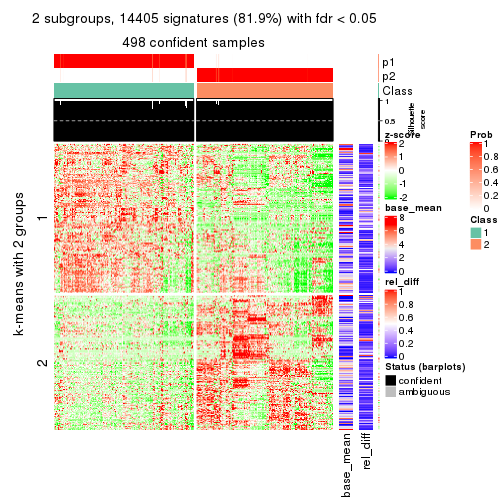 2 subgroups, 14405 signatures (81.9%) with fdr < 0.05
498 confident samples
p1
p2
Class
1
0.5
Silhouette
score
k-means with 2 groups
1
2
base_mean
rel_diff
z-score
2
1
0
-1
-2
base_mean
8
6
4
2
0
rel_diff
1
0.8
0.6
0.4
0.2
0
Status (barplots)
confident
ambiguous
Prob
1
0.8
0.6
0.4
0.2
0
Class
1
2